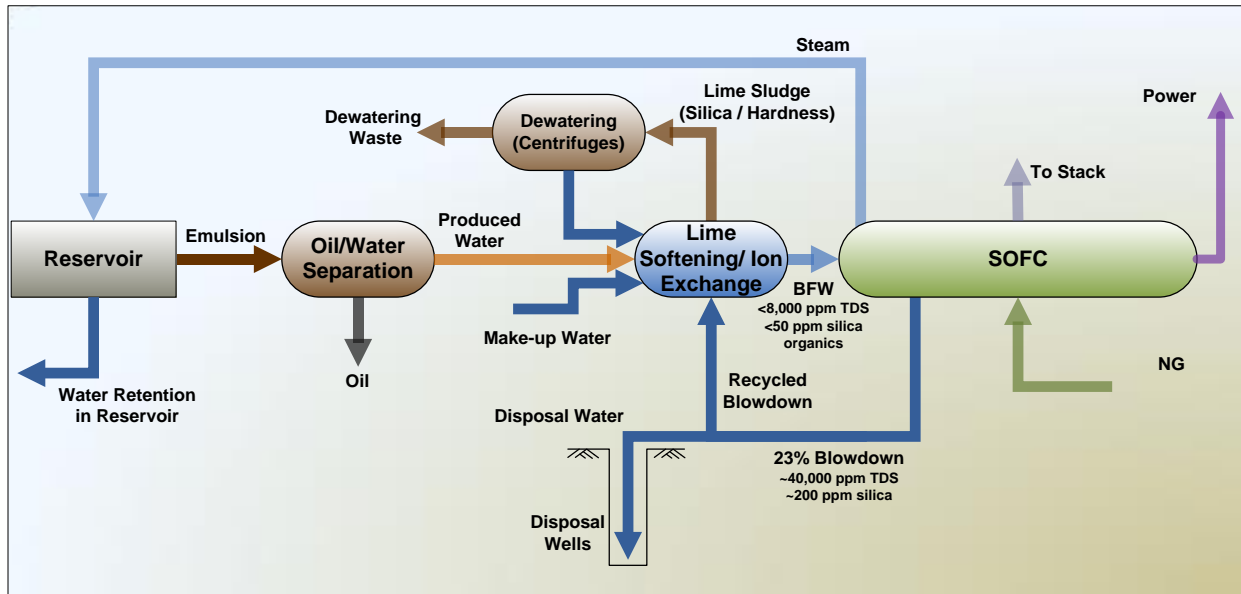 Steam
Lime Sludge
(Silica / Hardness)
Power
Dewatering
Waste
Dewatering
(Centrifuges)
To Stack
Reservoir
Emulsion
Oil/Water
Separation
Produced
Water
Lime
Softening/ Ion
Exchange
SOFC
BFW
<8,000 ppm TDS
<50 ppm silica
organics
Make-up Water
Water Retention
in Reservoir
Oil
Recycled
Blowdown
NG
Disposal Water
23% Blowdown
~40,000 ppm TDS
~200 ppm silica
Disposal
Wells